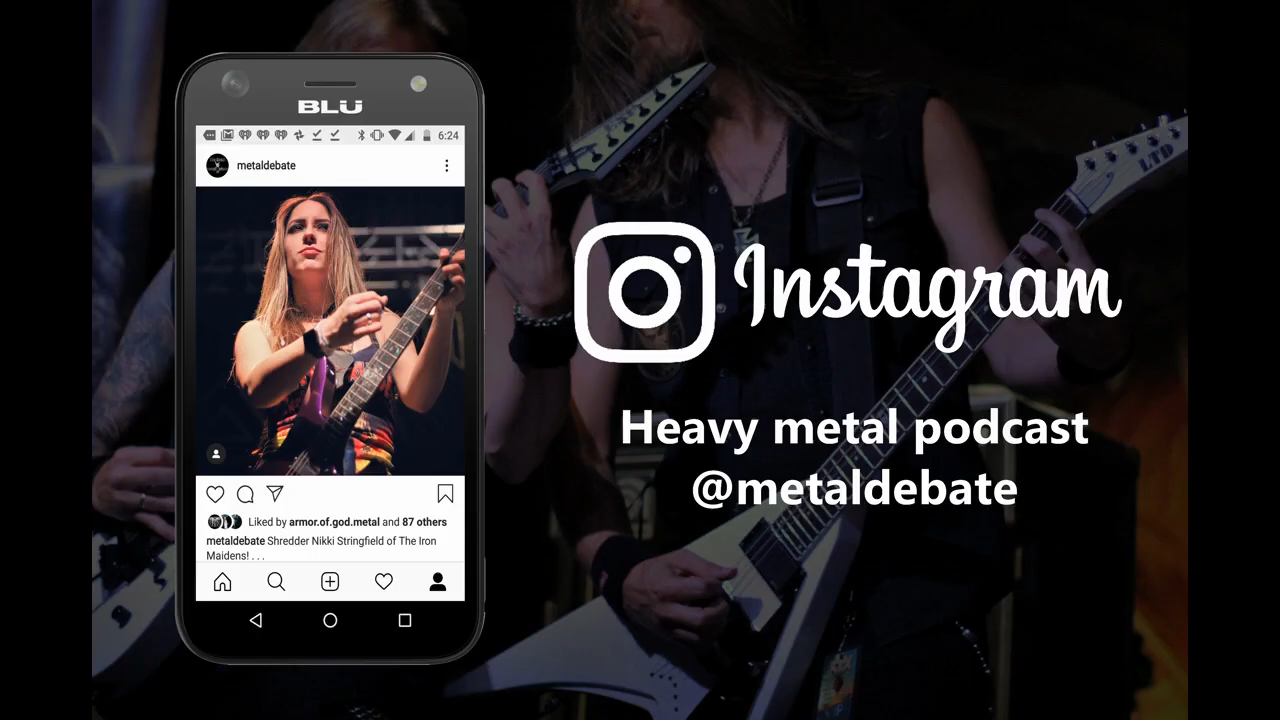 BLU
6:24
metaldebate
Liked by armor.of.god.metal and 87 others
metaldebate Shredder Nikki Stringfield of The Iron
Maidens! . . .
Instagram
Heavy metal podcast
@metaldebate
LTD